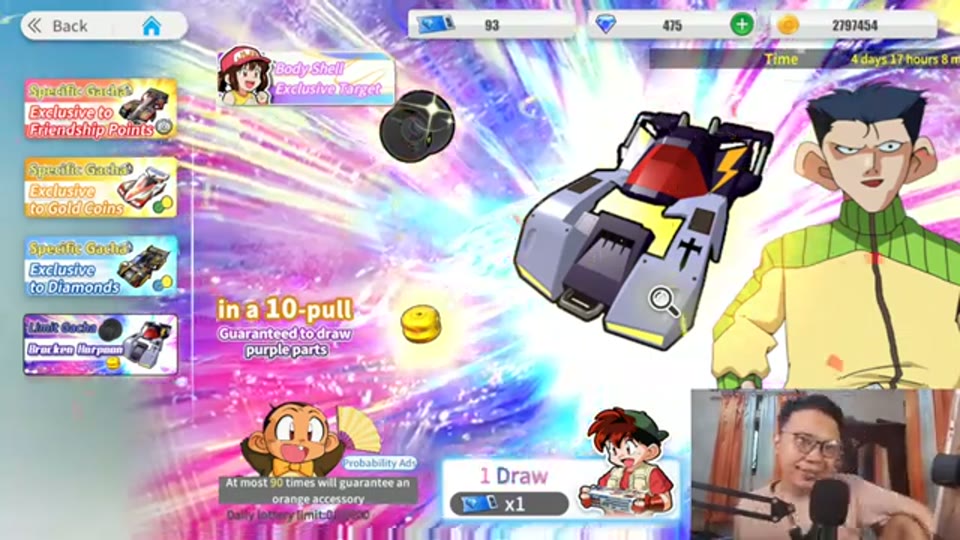 Back
93
475
2797454
Time
4 days 17 hours 8 m
Body Shell
Exclusive Target
Specific Gacha
Exclusive to
Friendship Points
Specific Gacha
Exclusive
to Gold Coins
Specific Gacha
Exclusive
to Diamonds
Limit Gacha
Brocken Harpoon
in a 10-pull
Guaranteed to draw
purple parts
Probability Ads
At most 90 times will guarantee an
orange accessory
Daily lottery limit:
1 Draw
x1